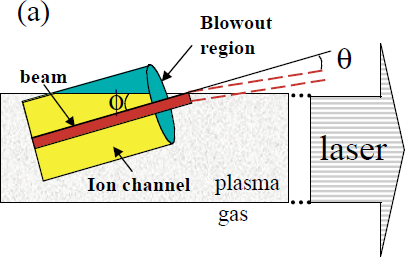 (a)
Blowout
region
beam
ϕ
θ
Ion channel
plasma
gas
laser